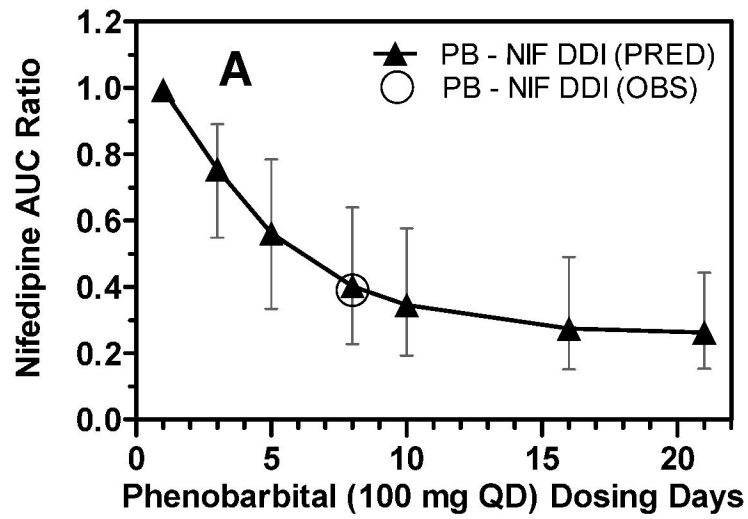 A
PB - NIF DDI (PRED)
PB - NIF DDI (OBS)
Nifedipine AUC Ratio
1.2
1.0
0.8
0.6
0.4
0.2
0.0
0 5 10 15 20
Phenobarbital (100 mg QD) Dosing Days